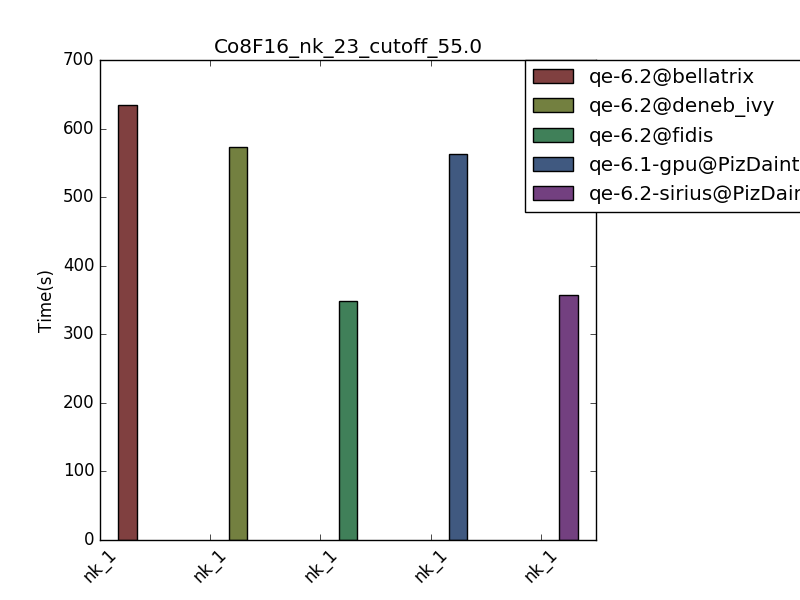 Co8F16_nk_23_cutoff_55.0
700
600
500
400
300
200
100
0
Time(s)
nk_1
nk_1
nk_1
nk_1
nk_1
qe-6.2@bellatrix
qe-6.2@deneb_ivy
qe-6.2@fidis
qe-6.1-gpu@PizDaint
qe-6.2-sirius@PizDai